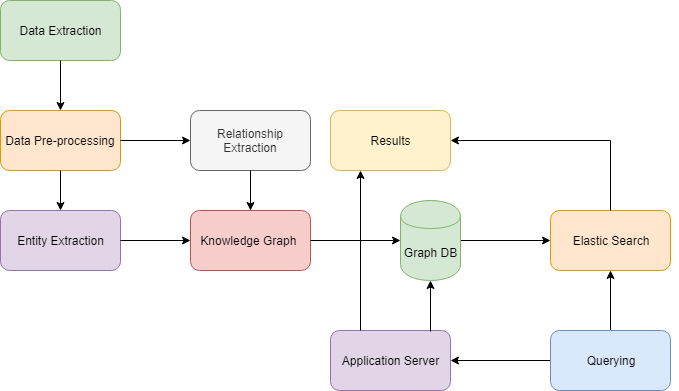 Data Extraction
Data Pre-processing
Relationship
Extraction
Results
Entity Extraction
Knowledge Graph
Graph DB
Elastic Search
Application Server
Querying